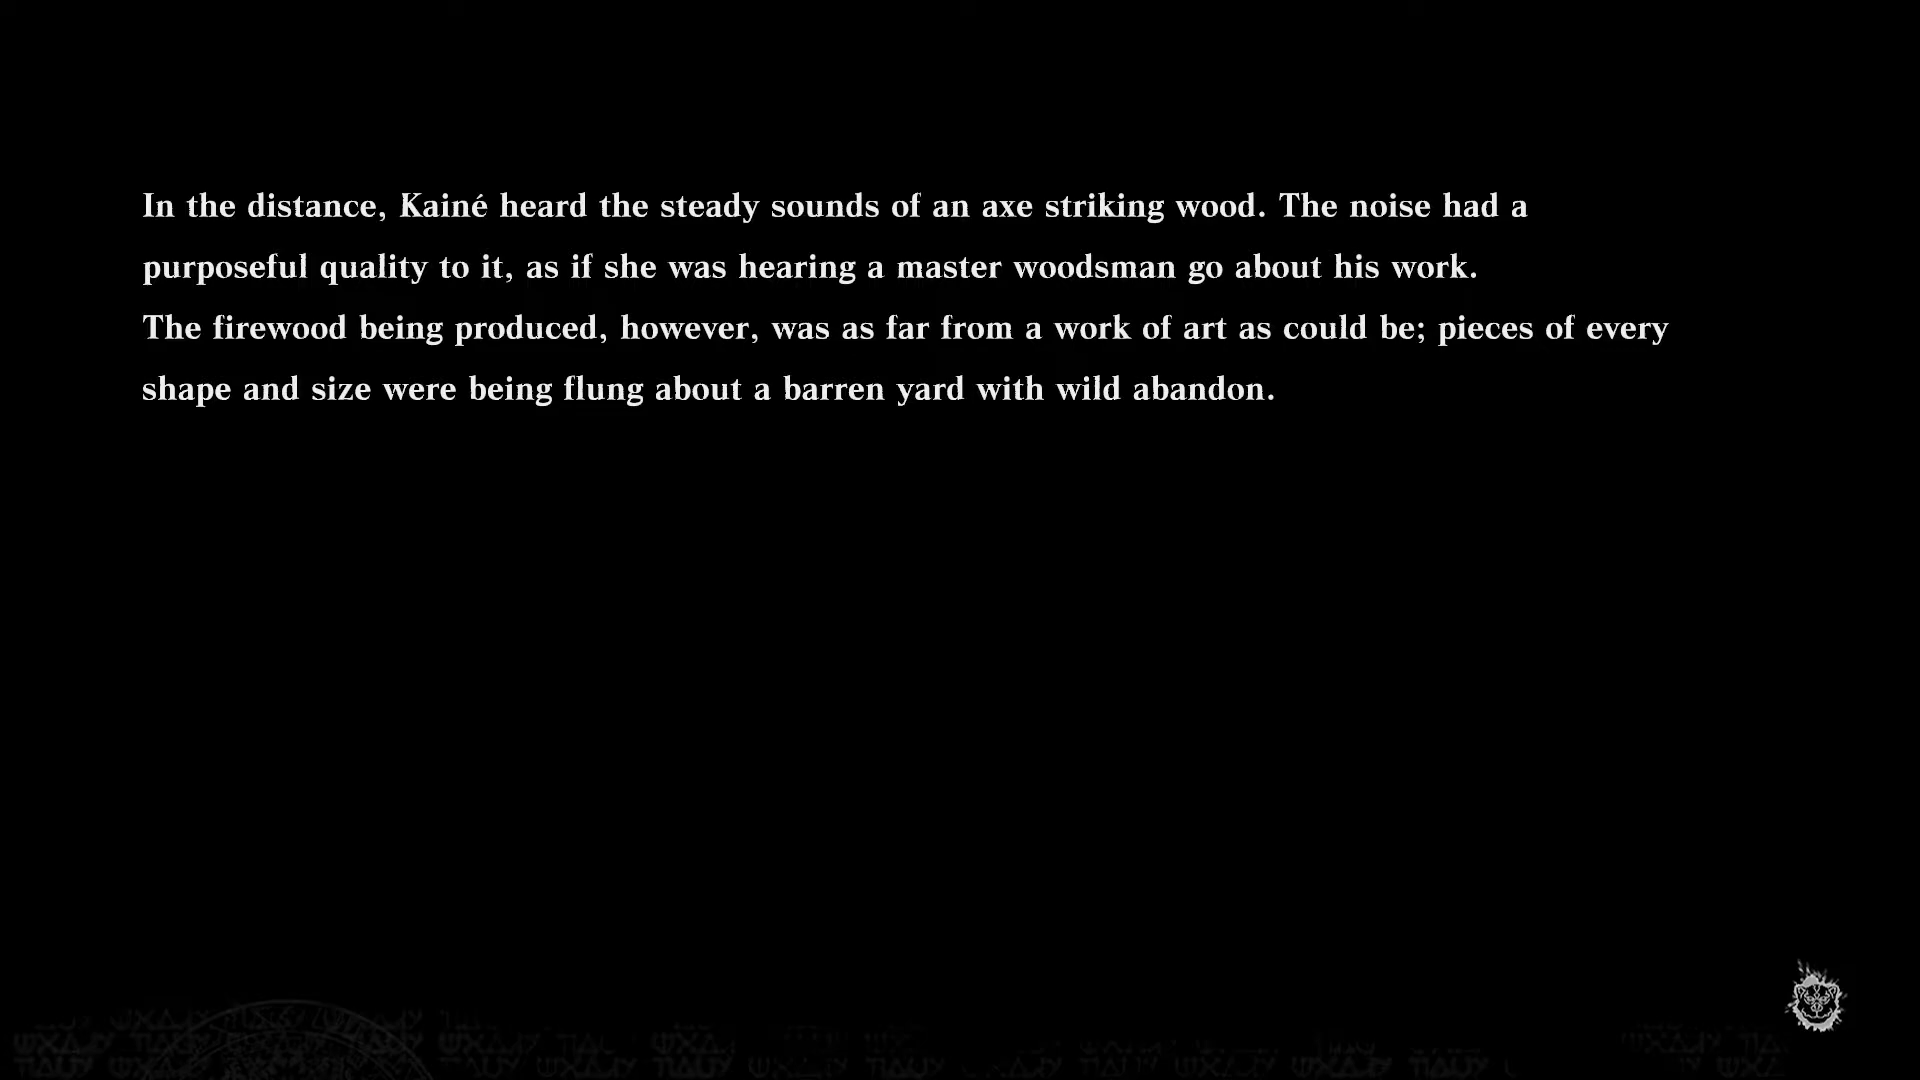 In the distance, Kainé heard the steady sounds of an axe striking wood. The noise had a
purposeful quality to it, as if she was hearing a master woodsman go about his work.
The firewood being produced, however, was as far from a work of art as could be; pieces of every
shape and size were being flung about a barren yard with wild abandon.